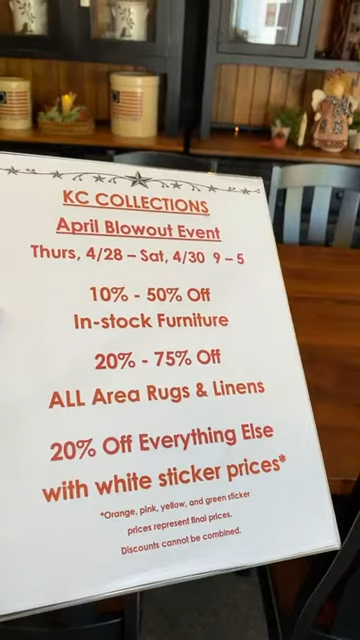 KC COLLECTIONS
April Blowout Event
Thurs, 4/28 – Sat, 4/30 9 – 5
10% - 50% Off
In-stock Furniture
20% - 75% Off
ALL Area Rugs & Linens
20% Off Everything Else
with white sticker prices*
*Orange, pink, yellow, and green sticker
prices represent final prices.
Discounts cannot be combined.